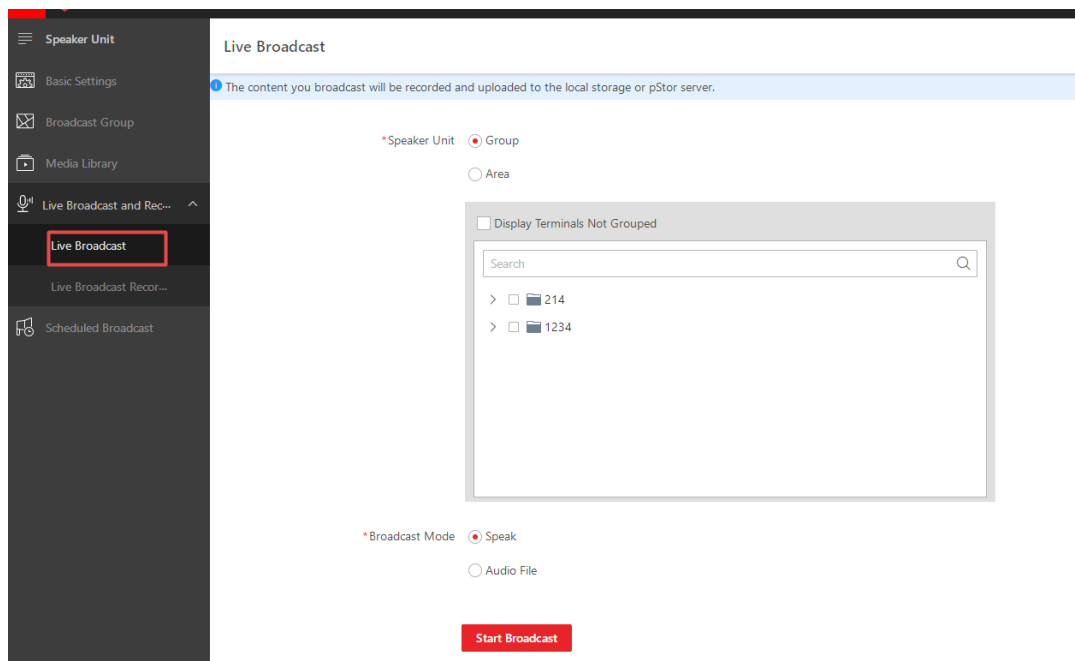 Speaker Unit
Basic Settings
Broadcast Group
Media Library
Live Broadcast and Rec...
Live Broadcast
Live Broadcast Recor...
Scheduled Broadcast
Live Broadcast
The content you broadcast will be recorded and uploaded to the local storage or pStor server.
*Speaker Unit
Group
Area
Display Terminals Not Grouped
Search
214
1234
*Broadcast Mode
Speak
Audio File
Start Broadcast